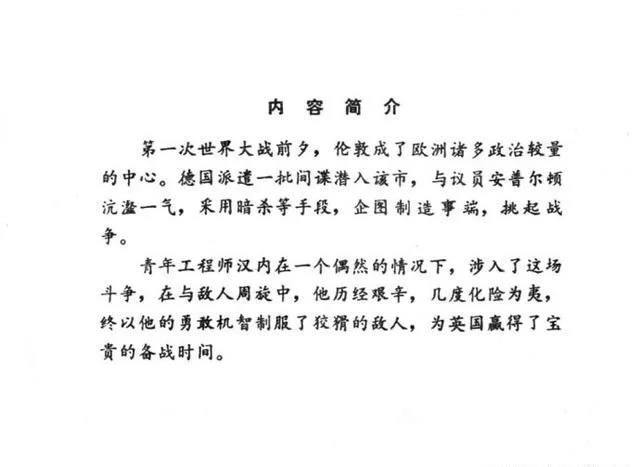 内容简介
第一次世界大战前夕，伦敦成了欧洲诸多政治较量
的中心。德国派遣一批间谍潜入该市，与议员安普尔顿
沆瀣一气，采用暗杀等手段，企图制造事端，挑起战
争。
青年工程师汉内在一个偶然的情况下，涉入了这场
斗争，在与敌人周旋中，他历经艰辛，几度化险为夷，
终以他的勇敢机智制服了狡猾的敌人，为英国赢得了宝
贵的备战时间。